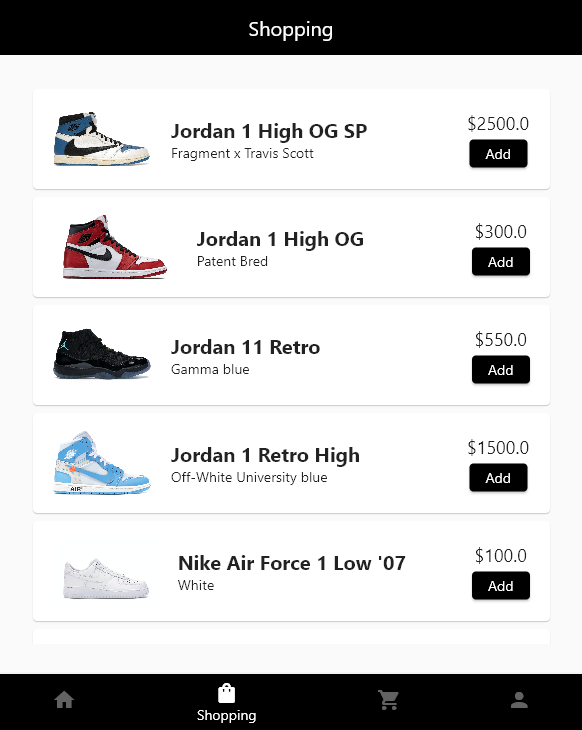 Shopping
Jordan 1 High OG SP
Fragment x Travis Scott
$2500.0
Add
Jordan 1 High OG
Patent Bred
$300.0
Add
Jordan 11 Retro
Gamma blue
$550.0
Add
Jordan 1 Retro High
Off-White University blue
$1500.0
Add
AIR
Nike Air Force 1 Low '07
White
$100.0
Add
Shopping